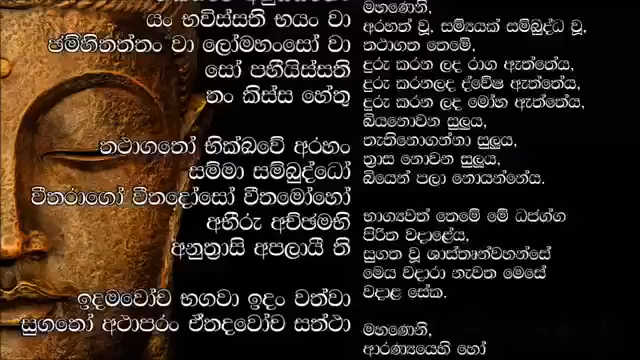 යං භවිස්සති භයං වා
ඡම්හිතත්තං වා ලෝමහංසෝ වා
සෝ පහීයිස්සති
තං කිස්ස හේතු
තථාගතෝ භික්ඛවේ අරහං
සම්මා සම්බුද්ධෝ
වීතරාගෝ වීතදෝසෝ වීතමෝහෝ
අභීරු අච්ඡම්භි
අනුත්‍රාසි අපලායී ති
ඉදමවෝච භගවා ඉදං වත්වා
සුගතෝ අථාපරං ඒතදවෝච සත්ථා
මහණෙනි,
අරහත් වූ, සම්‍යයක් සම්බුද්ධ වූ,
තථාගත තෙමේ,
දුරු කරන ලද රාග ඇත්තේය,
දුරු කරනලද ද්වේෂ ඇත්තේය,
දුරු කරන ලද මෝහ ඇත්තේය,
බියනොවන සුලුය,
තැතිනොගන්නා සුලුය,
ත්‍රාස නොවන සුලුය,
බියෙන් පලා නොයන්නේය.
භාග්‍යවත් තෙමේ මේ ධජග්ග
පිරිත වදාළේය,
සුගත වූ ශාස්තෲන්වහන්සේ
මෙය වදාරා නැවත මෙසේ
වදාළ සේක.
මහණෙනි,
ආරණ්‍යයෙහි හෝ